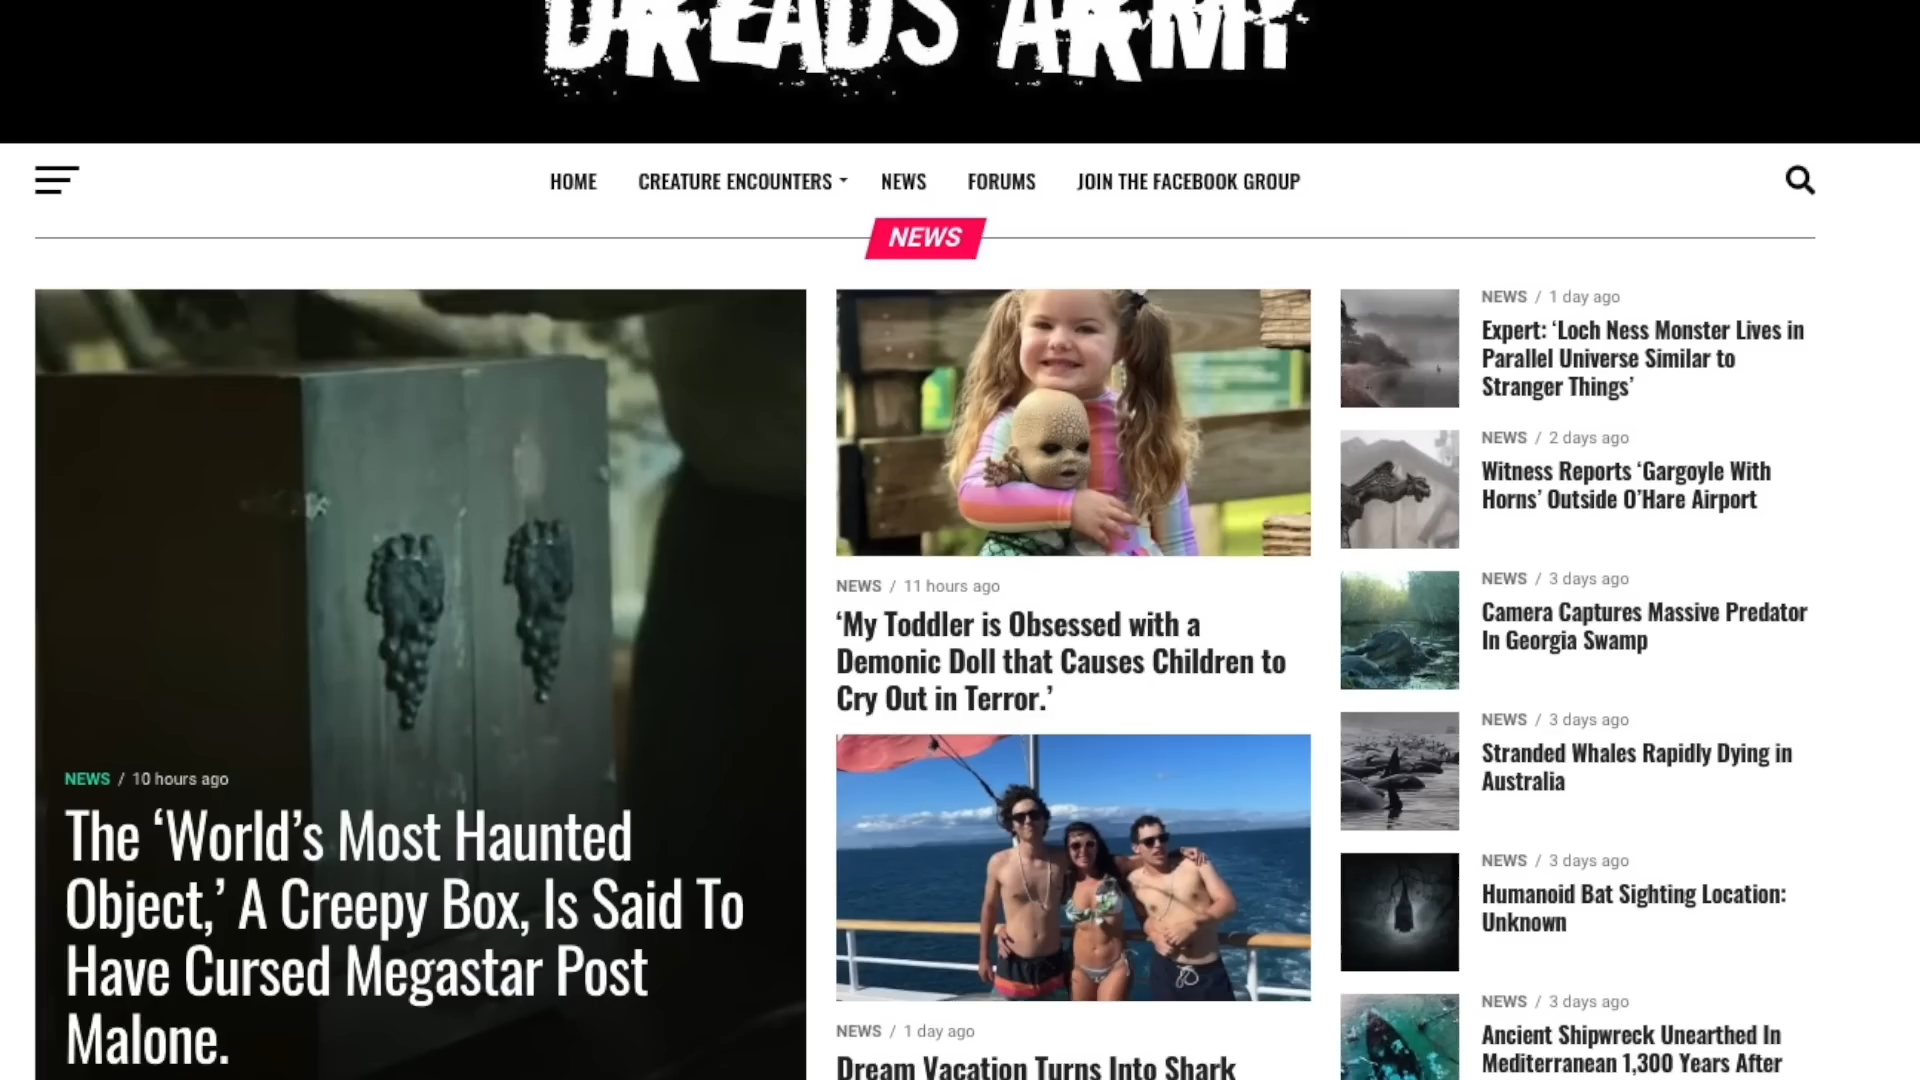 DREADS ARMY
HOME
CREATURE ENCOUNTERS
NEWS
FORUMS
JOIN THE FACEBOOK GROUP
NEWS
NEWS / 10 hours ago
The ‘World’s Most Haunted
Object,’ A Creepy Box, Is Said To
Have Cursed Megastar Post
Malone.
NEWS / 11 hours ago
‘My Toddler is Obsessed with a
Demonic Doll that Causes Children to
Cry Out in Terror.’
NEWS / 1 day ago
Dream Vacation Turns Into Shark
NEWS / 1 day ago
Expert: ‘Loch Ness Monster Lives in
Parallel Universe Similar to
Stranger Things’
NEWS / 2 days ago
Witness Reports ‘Gargoyle With
Horns’ Outside O’Hare Airport
NEWS / 3 days ago
Camera Captures Massive Predator
In Georgia Swamp
NEWS / 3 days ago
Stranded Whales Rapidly Dying in
Australia
NEWS / 3 days ago
Humanoid Bat Sighting Location:
Unknown
NEWS / 3 days ago
Ancient Shipwreck Unearthed In
Mediterranean 1,300 Years After